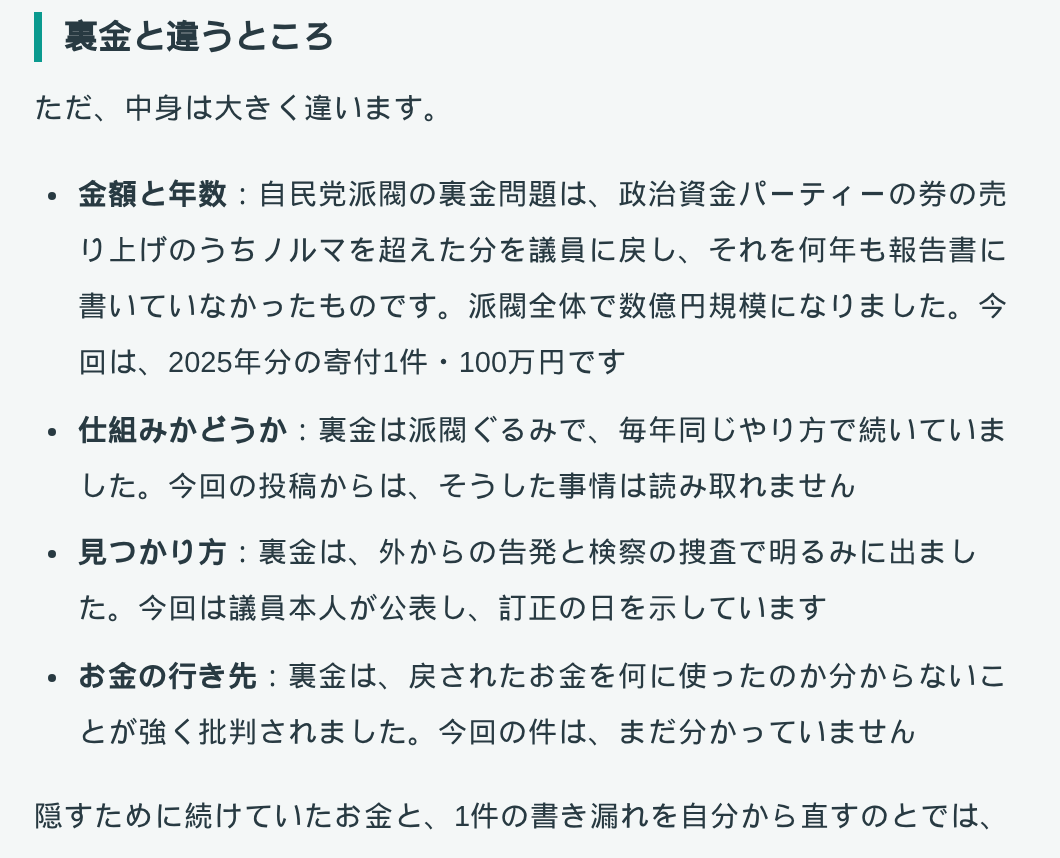 裏金と違うところ
ただ、中身は大きく違います。
• 金額と年数：自民党派閥の裏金問題は、政治資金パーティーの券の売
り上げのうちノルマを超えた分を議員に戻し、それを何年も報告書に
書いていなかったものです。派閥全体で数億円規模になりました。今
回は、2025年分の寄付1件・100万円です
• 仕組みかどうか：裏金は派閥ぐるみで、毎年同じやり方で続いていま
した。今回の投稿からは、そうした事情は読み取れません
• 見つかり方：裏金は、外からの告発と検察の捜査で明るみに出まし
た。今回は議員本人が公表し、訂正の日を示しています
• お金の行き先：裏金は、戻されたお金を何に使ったのか分からないこ
とが強く批判されました。今回の件は、まだ分かっていません
隠すために続けていたお金と、1件の書き漏れを自分から直すのとでは、